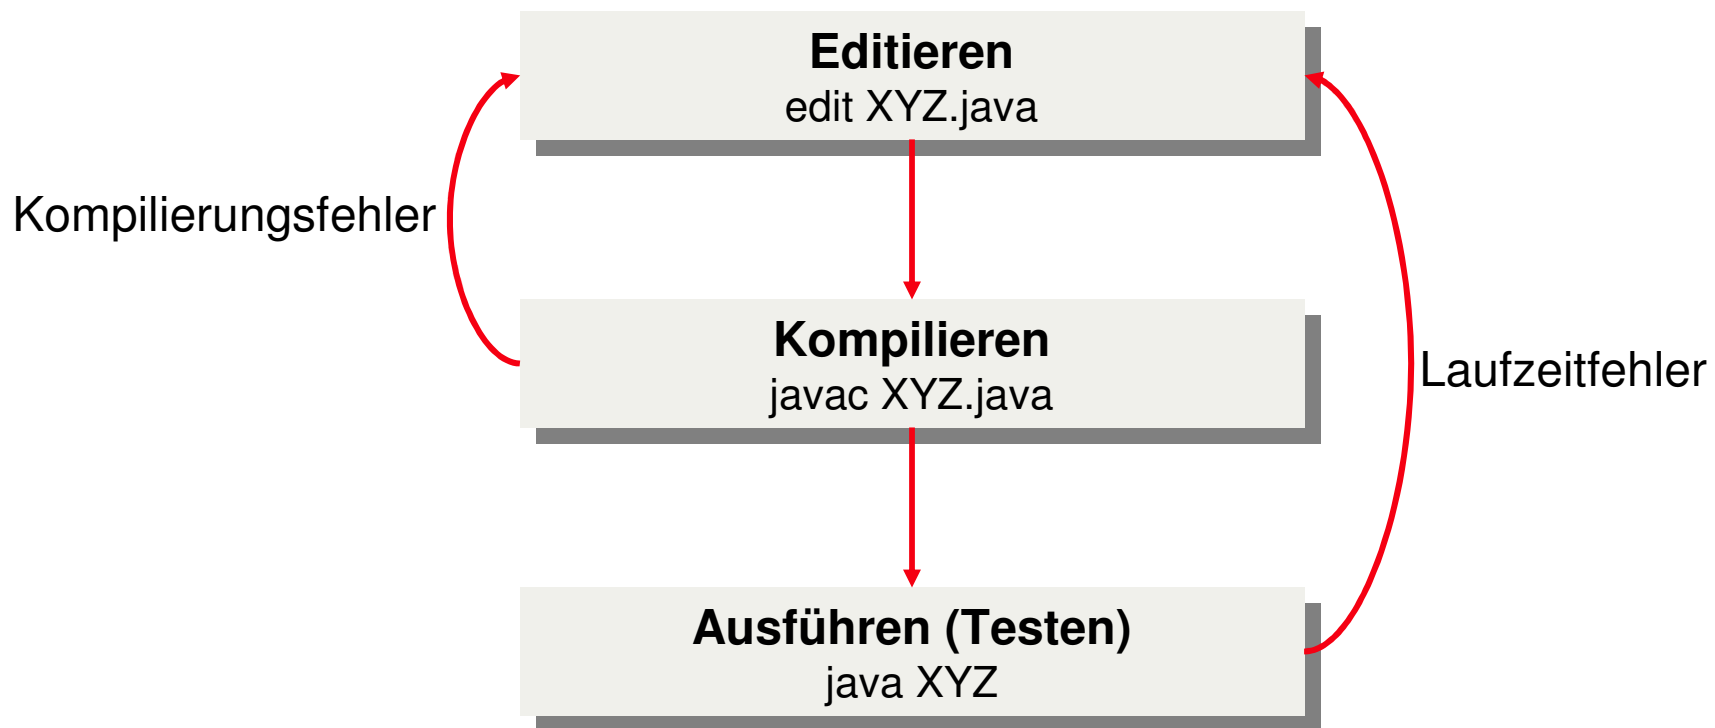 Editieren
edit XYZ.java
Kompilierungsfehler
Kompilieren
javac XYZ.java
Laufzeitfehler
Ausführen (Testen)
java XYZ